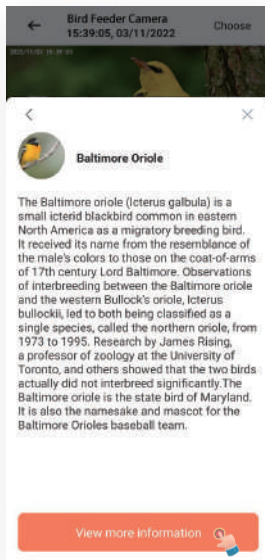 Bird Feeder Camera
15:39:05, 03/11/2022
Choose
2022/11/03 15:39:05
Baltimore Oriole
The Baltimore oriole (Icterus galbula) is a
small icterid blackbird common in eastern
North America as a migratory breeding bird.
It received its name from the resemblance of
the male's colors to those on the coat-of-arms
of 17th century Lord Baltimore. Observations
of interbreeding between the Baltimore oriole
and the western Bullock's oriole, Icterus
bullockii, led to both being classified as a
single species, called the northern oriole, from
1973 to 1995. Research by James Rising,
a professor of zoology at the University of
Toronto, and others showed that the two birds
actually did not interbreed significantly.The
Baltimore oriole is the state bird of Maryland.
It is also the namesake and mascot for the
Baltimore Orioles baseball team.
View more information